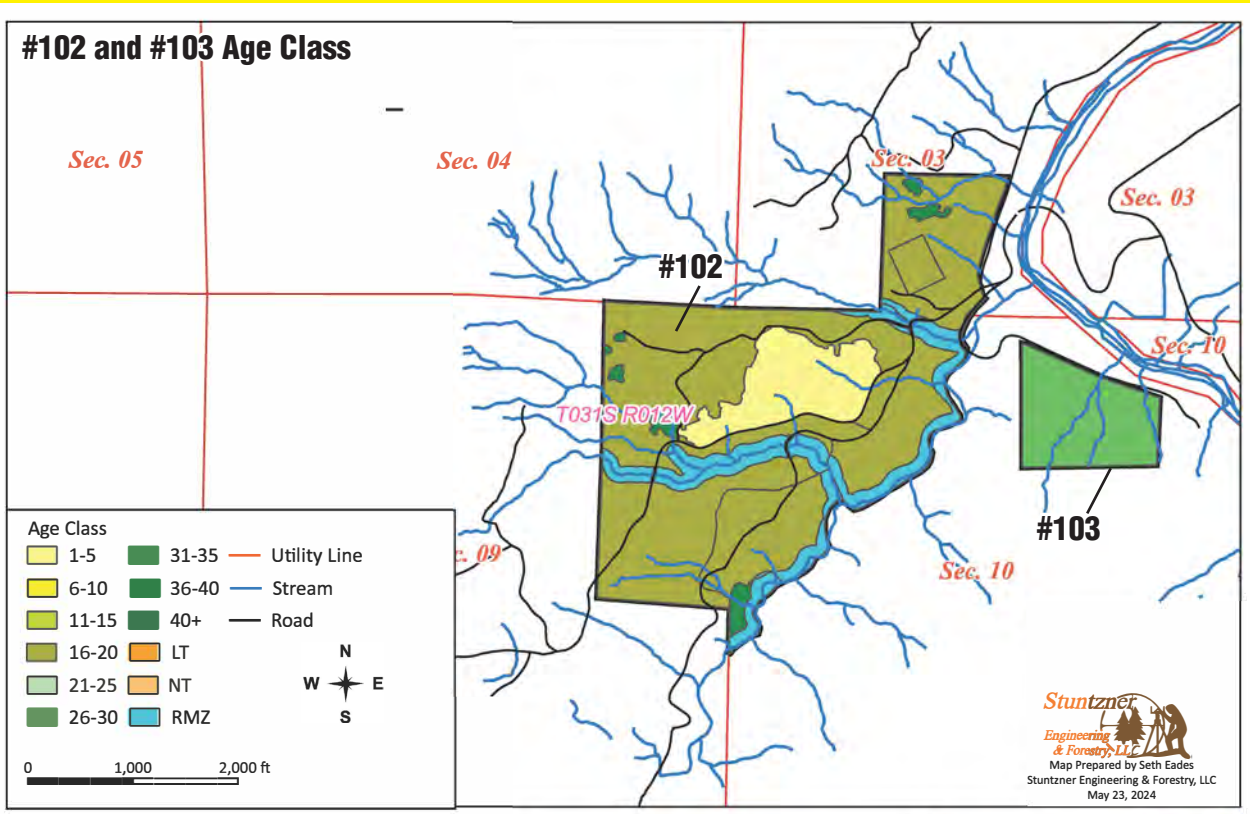 #102 and #103 Age Class
Sec. 05
Sec. 04
Sec. 03
Sec. 03
#102
Sec. 10
T031S R012W
#103
c. 09
Sec. 10
Age Class
1-5
6-10
11-15
16-20
21-25
26-30
31-35
36-40
40+
LT
NT
RMZ
Utility Line
Stream
Road
N
W E
S
0 1,000 2,000 ft
Stuntzner
Engineering
& Forestry, LLC
Map Prepared by Seth Eades
Stuntzner Engineering & Forestry, LLC
May 23, 2024